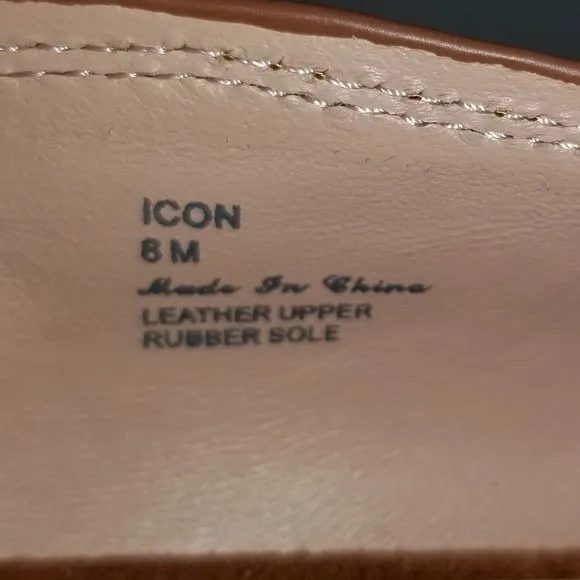 ICON
8 M
Made In China
LEATHER UPPER
RUBBER SOLE